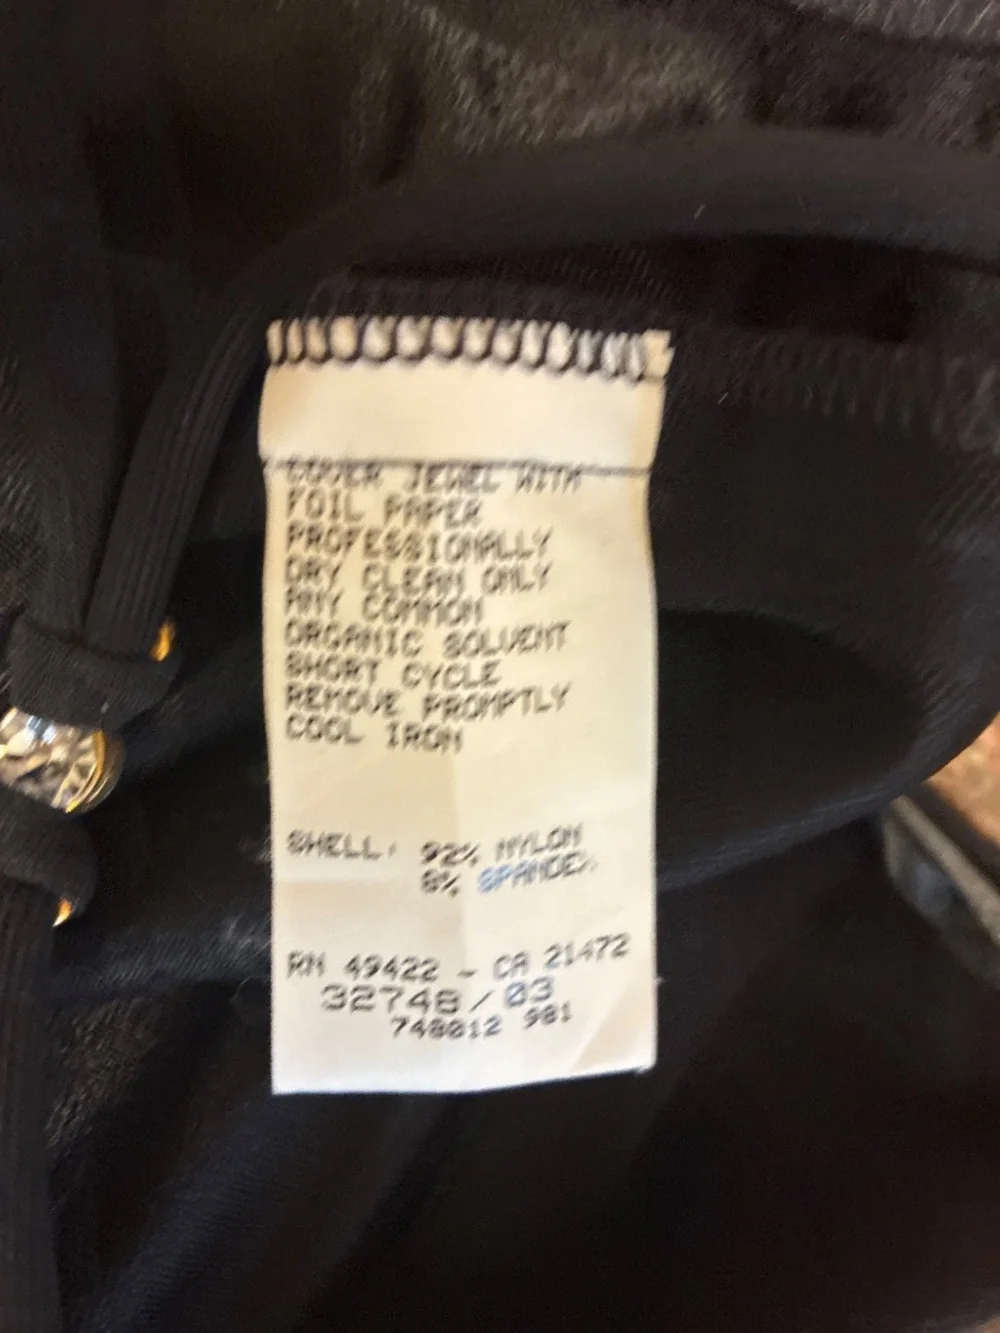 COVER JEWEL WITH
FOIL PAPER
PROFESSIONALLY
DRY CLEAN ONLY
ANY COMMON
ORGANIC SOLVENT
SHORT CYCLE
REMOVE PROMPTLY
COOL IRON
SHELL: 92% NYLON
8% SPANDEX
RN 49422 - CA 21472
32748/03
748012 981